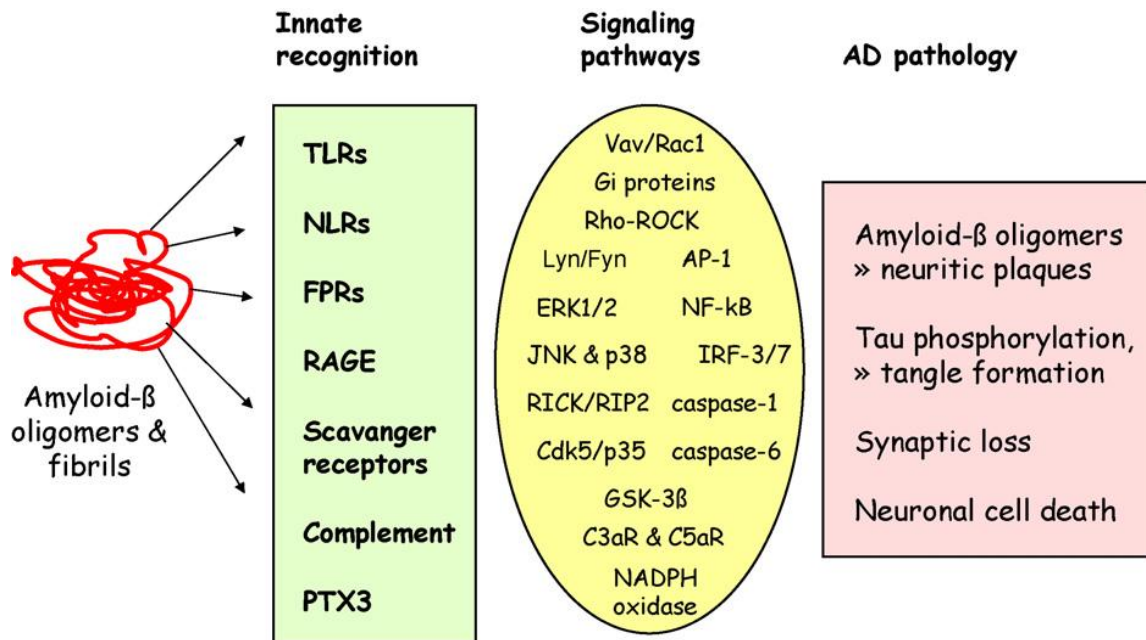 Innate
recognition
Signaling
pathways
AD pathology
Amyloid-ß
oligomers &
fibrils
TLRs
NLRs
FPRs
RAGE
Scavanger
receptors
Complement
PTX3
Vav/Rac1
Gi proteins
Rho-ROCK
Lyn/Fyn AP-1
ERK1/2 NF-kB
JNK & p38 IRF-3/7
RICK/RIP2 caspase-1
Cdk5/p35 caspase-6
GSK-3ß
C3aR & C5aR
NADPH
oxidase
Amyloid-ß oligomers
» neuritic plaques
Tau phosphorylation,
» tangle formation
Synaptic loss
Neuronal cell death